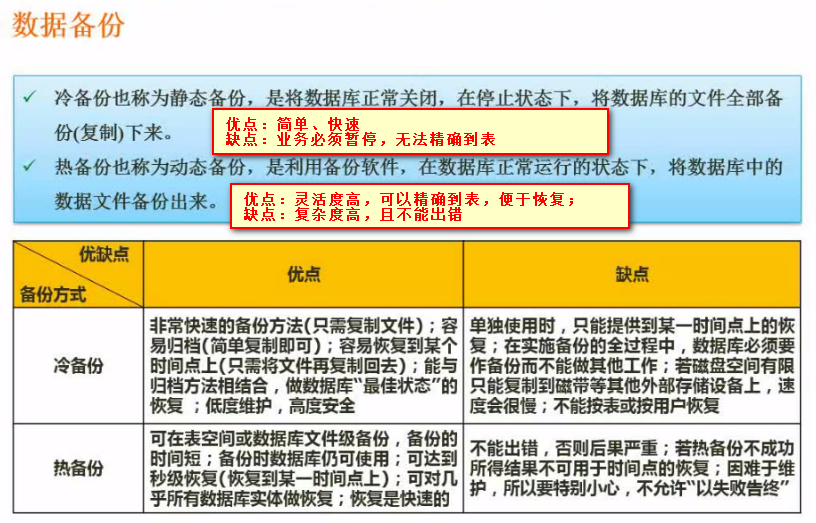 数据备份
✓ 冷备份也称为静态备份，是将数据库正常关闭，在停止状态下，将数据库的文件全部备
份(复制)下来。
优点：简单、快速
缺点：业务必须暂停，无法精确到表
✓ 热备份也称为动态备份，是利用备份软件，在数据库正常运行的状态下，将数据库中的
数据文件备份出来。
优点：灵活度高，可以精确到表，便于恢复；
缺点：复杂度高，且不能出错
优缺点
备份方式
优点
缺点
冷备份
非常快速的备份方法(只需复制文件)；容
易归档(简单复制即可)；容易恢复到某个
时间点上(只需将文件再复制回去)；能与
归档方法相结合，做数据库“最佳状态”的
恢复 ；低度维护，高度安全
单独使用时，只能提供到某一时间点上的恢
复；在实施备份的全过程中，数据库必须要
作备份而不能做其他工作；若磁盘空间有限
只能复制到磁带等其他外部存储设备上，速
度会很慢；不能按表或按用户恢复
热备份
可在表空间或数据库文件级备份，备份的
时间短；备份时数据库仍可使用；可达到
秒级恢复(恢复到某一时间点上)；可对几
乎所有数据库实体做恢复；恢复是快速的
不能出错，否则后果严重；若热备份不成功
所得结果不可用于时间点的恢复；困难于维
护，所以要特别小心，不允许“以失败告终”